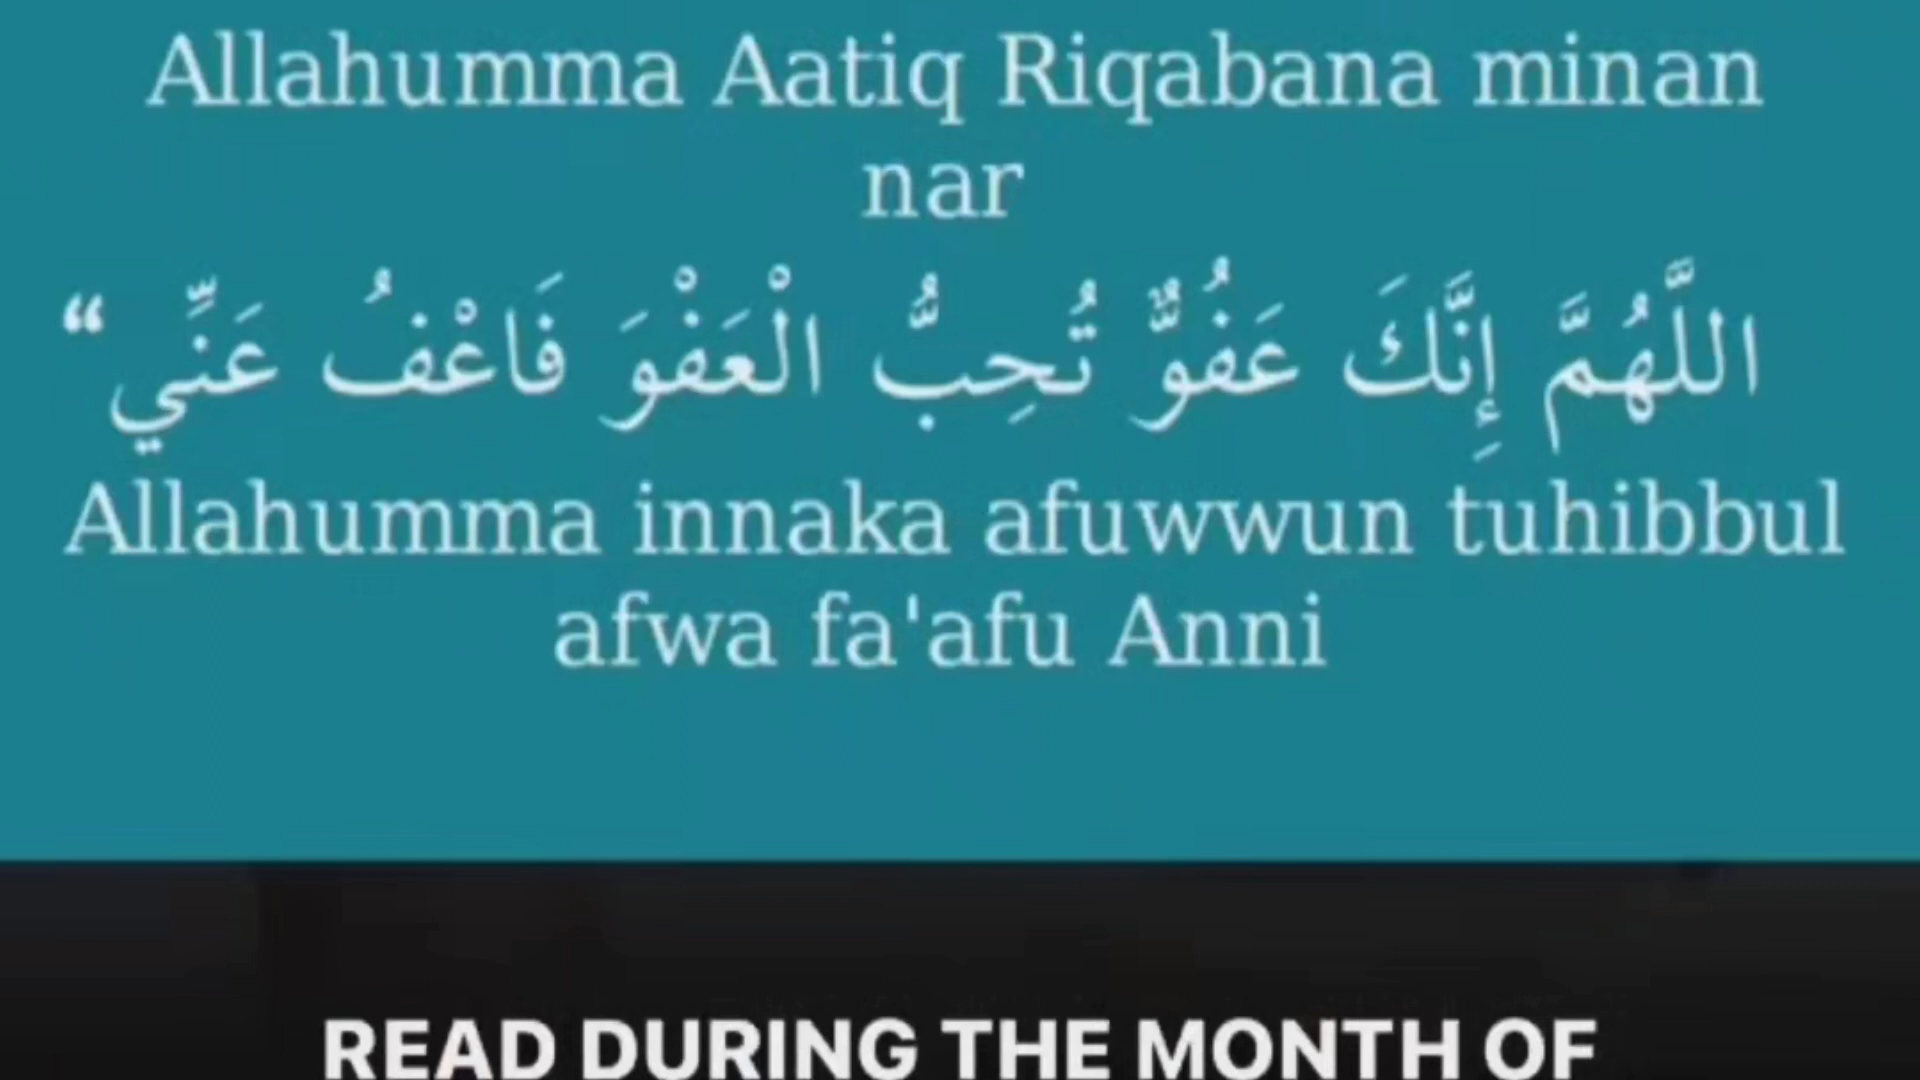 Allahumma Aatiq Riqabana minan
nar
اللَّهُمَّ إِنَّكَ عَفُوٌّ تُحِبُّ الْعَفْوَ فَاعْفُ عَنِّي“
Allahumma innaka afuwwun tuhibbul
afwa fa'afu Anni
READ DURING THE MONTH OF